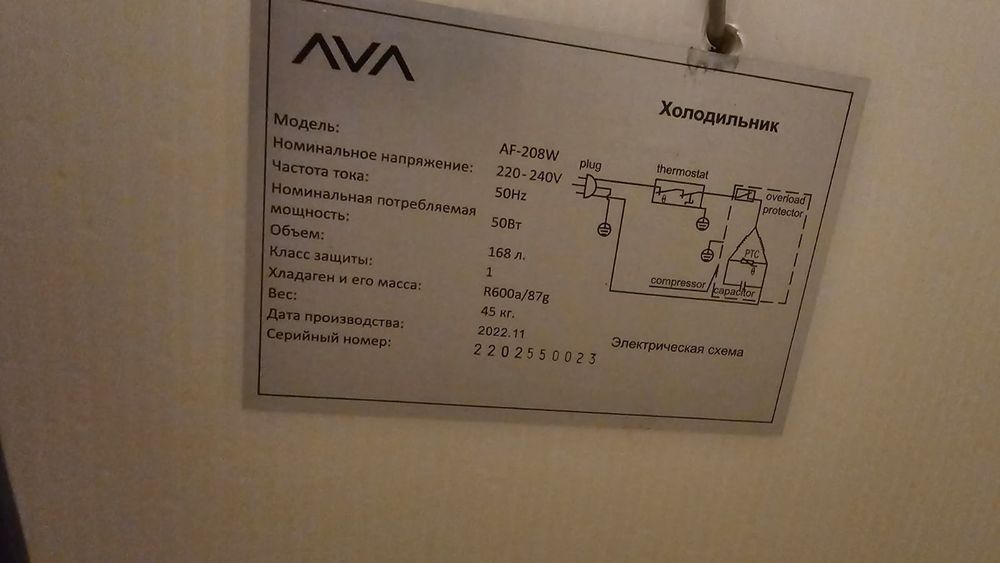 AVA
Холодильник
Модель: AF-208W
Номинальное напряжение: 220-240V
Частота тока: 50Hz
Номинальная потребляемая
мощность: 50Вт
Объем: 168 л.
Класс защиты: 1
Хладаген и его масса: R600a/87g
Вес: 45 кг.
Дата производства: 2022.11
Серийный номер: 2202550023
plug
thermostat
θ
overload
protector
PTC
θ
compressor
capacitor
Электрическая схема